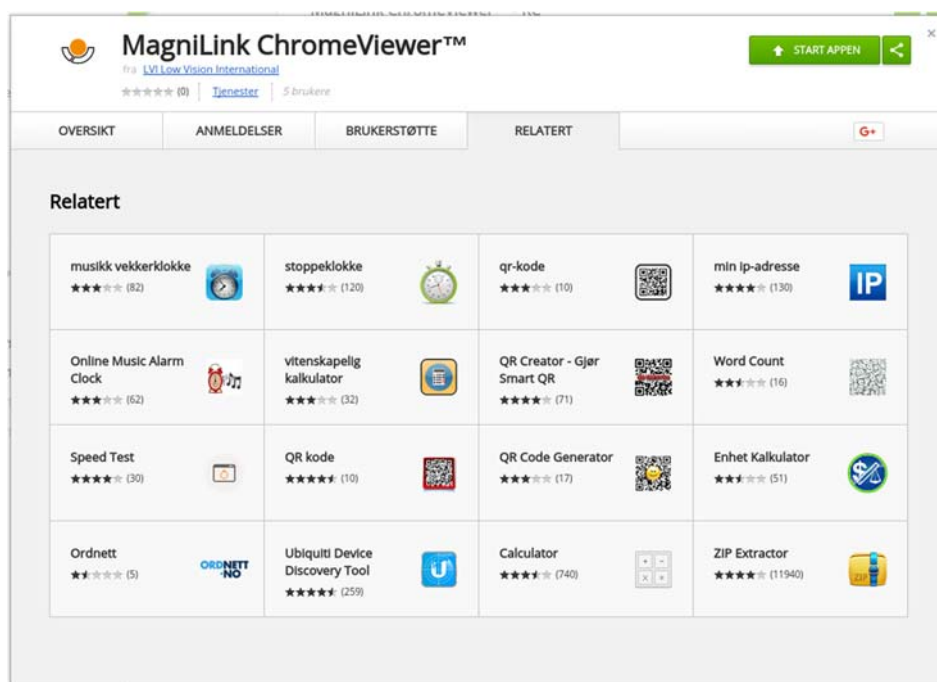 MagniLink ChromeViewer
MagniLink ChromeViewer™
START APPEN
fra LVI Low Vision International
(0) Tjenester 5 brukere
OVERSIKT ANMELDELSER BRUKERSTØTTE RELATERT G+
Relatert
musikk vekkerklokke
(82)
stoppeklokke
(120)
qr-kode
(10)
min ip-adresse
(130)
IP
Online Music Alarm
Clock
(62)
vitenskapelig
kalkulator
(32)
QR Creator - Gjør
Smart QR
(71)
Word Count
(16)
Speed Test
(30)
QR kode
(10)
QR Code Generator
(17)
Enhet Kalkulator
(51)
Ordnett
(5)
ORDNETT
·NO
Ubiquiti Device
Discovery Tool
(259)
U
Calculator
(740)
ZIP Extractor
(11940)
ZIP